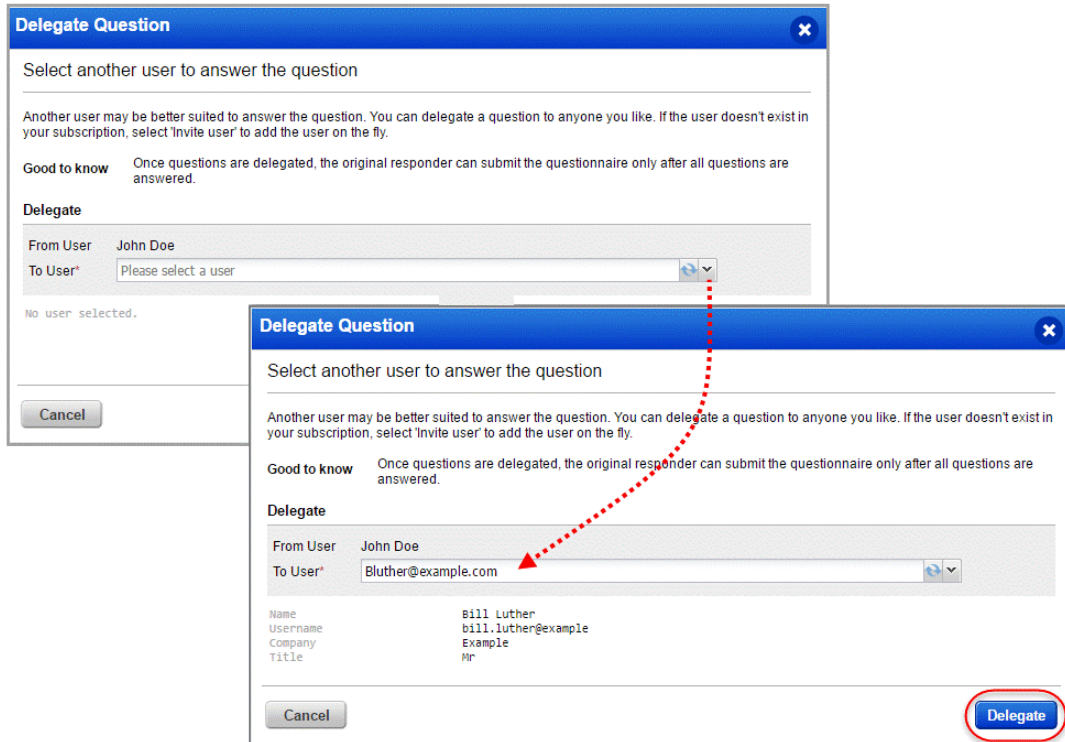 Delegate Question
Select another user to answer the question
Another user may be better suited to answer the question. You can delegate a question to anyone you like. If the user doesn't exist in
your subscription, select 'Invite user' to add the user on the fly.
Good to know Once questions are delegated, the original responder can submit the questionnaire only after all questions are
answered.
Delegate
From User John Doe
To User* Please select a user
No user selected.
Cancel
Delegate Question
Select another user to answer the question
Another user may be better suited to answer the question. You can delegate a question to anyone you like. If the user doesn't exist in
your subscription, select 'Invite user' to add the user on the fly.
Good to know Once questions are delegated, the original responder can submit the questionnaire only after all questions are
answered.
Delegate
From User John Doe
To User* Bluther@example.com
Name Bill Luther
Username bill.luther@example
Company Example
Title Mr
Cancel Delegate